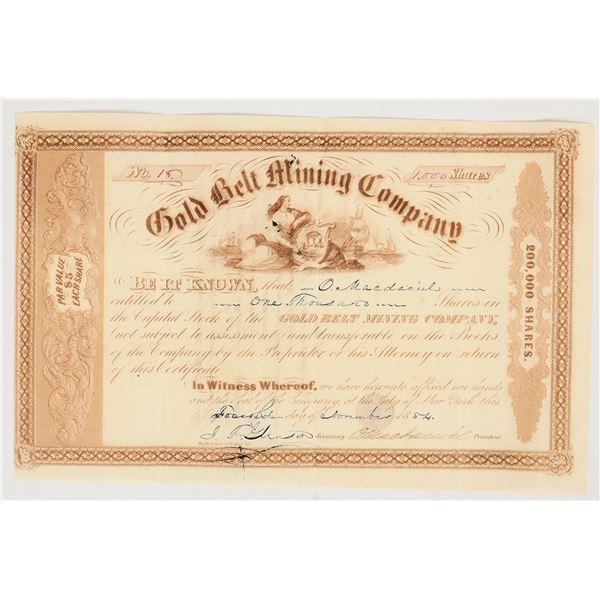 No. 18
1,000 Shares
Gold Belt Mining Company
PAR VALUE
$5
EACH SHARE
200,000 SHARES.
BE IT KNOWN, that O. Macdaniel
entitled to One Thousand Shares in
the Capital Stock of the GOLD BELT MINING COMPANY,
not subject to assessment, and transferable on the Books
of the Company by the Proprietor or his Attorney on return
of this Certificate.
In Witness Whereof, we have hereunto affixed our hands
and the Seal of the Company, at the City of New York this
day of November 1864.
Secretary
President